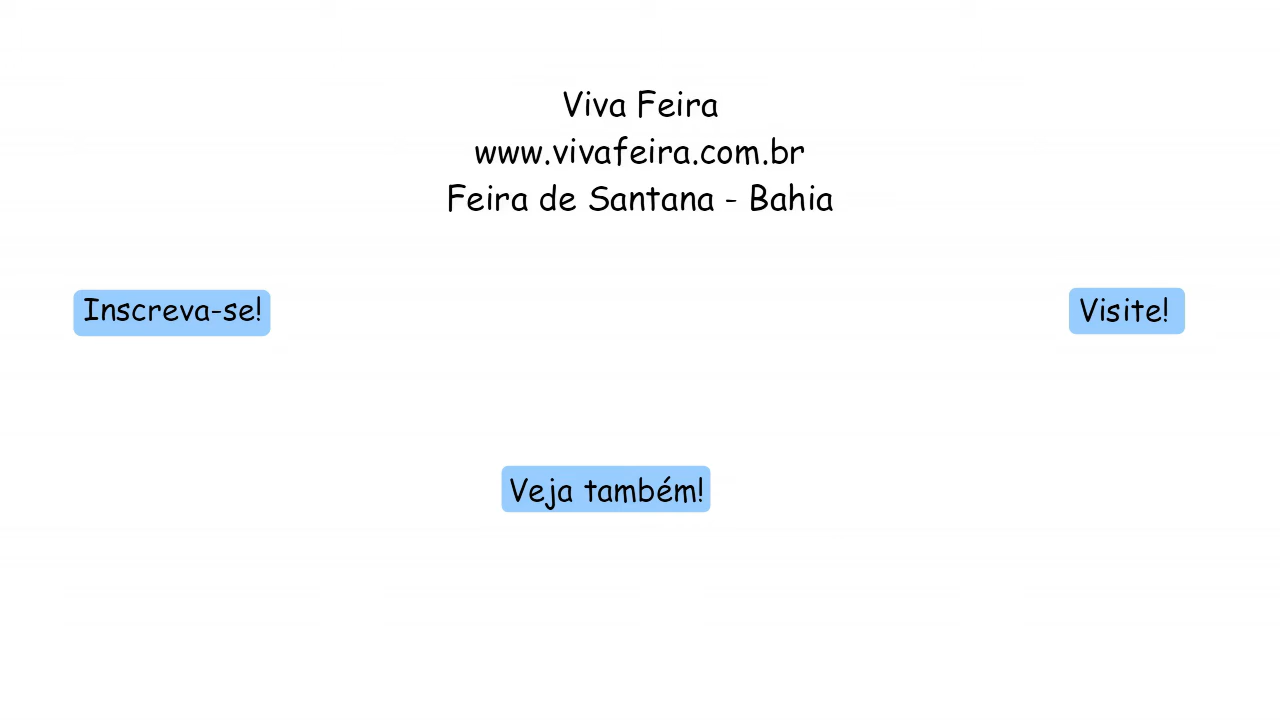 Viva Feira
www.vivafeira.com.br
Feira de Santana - Bahia
Inscreva-se!
Visite!
Veja também!